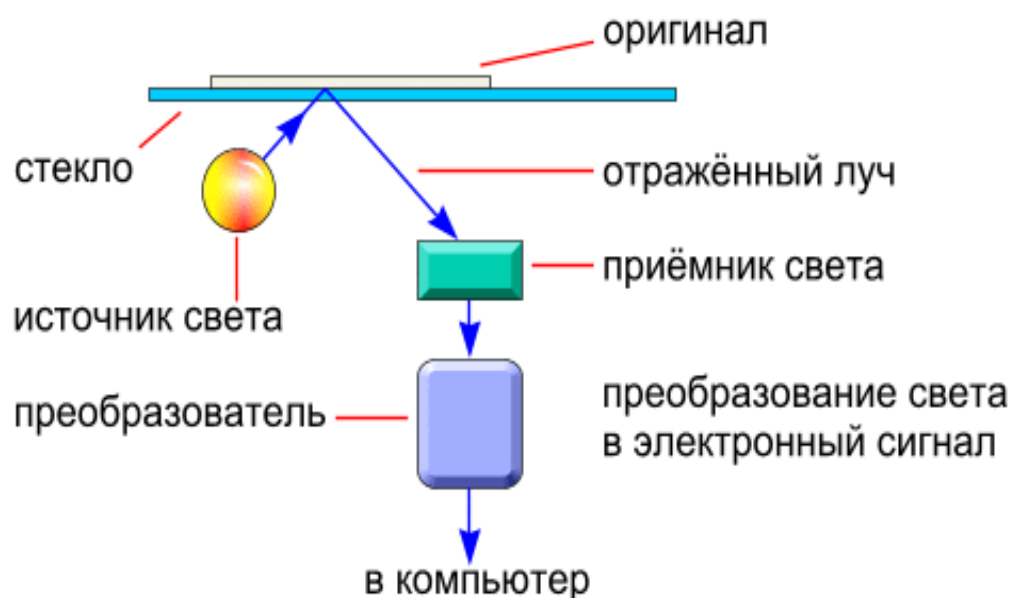 оригинал
стекло
отражённый луч
приёмник света
источник света
преобразователь
преобразование света
в электронный сигнал
в компьютер